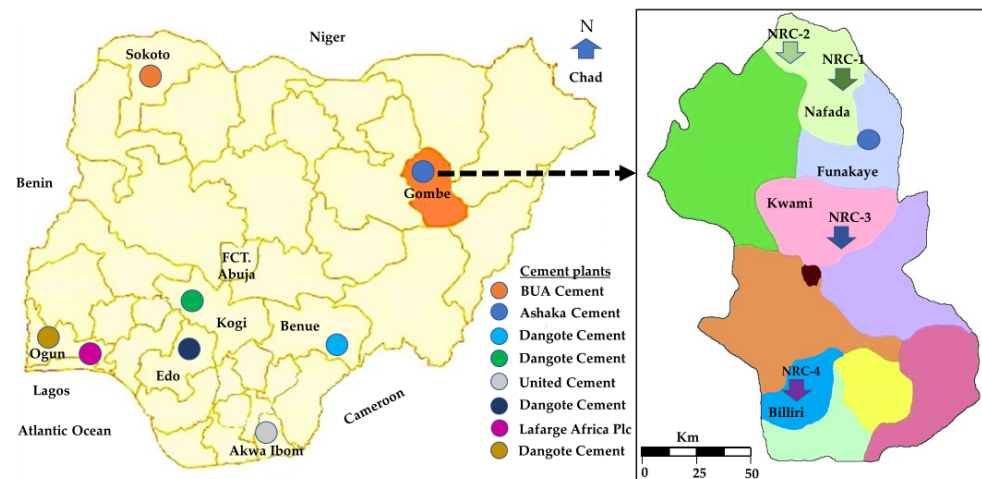 Niger
N
Chad
Sokoto
Benin
Gombe
FCT.
Abuja
Kogi
Benue
Ogun
Edo
Lagos
Cameroon
Atlantic Ocean
Akwa Ibom
Cement plants
BUA Cement
Ashaka Cement
Dangote Cement
Dangote Cement
United Cement
Dangote Cement
Lafarge Africa Plc
Dangote Cement
NRC-2
NRC-1
Nafada
Funakaye
Kwami
NRC-3
NRC-4
Billiri
Km
0 25 50